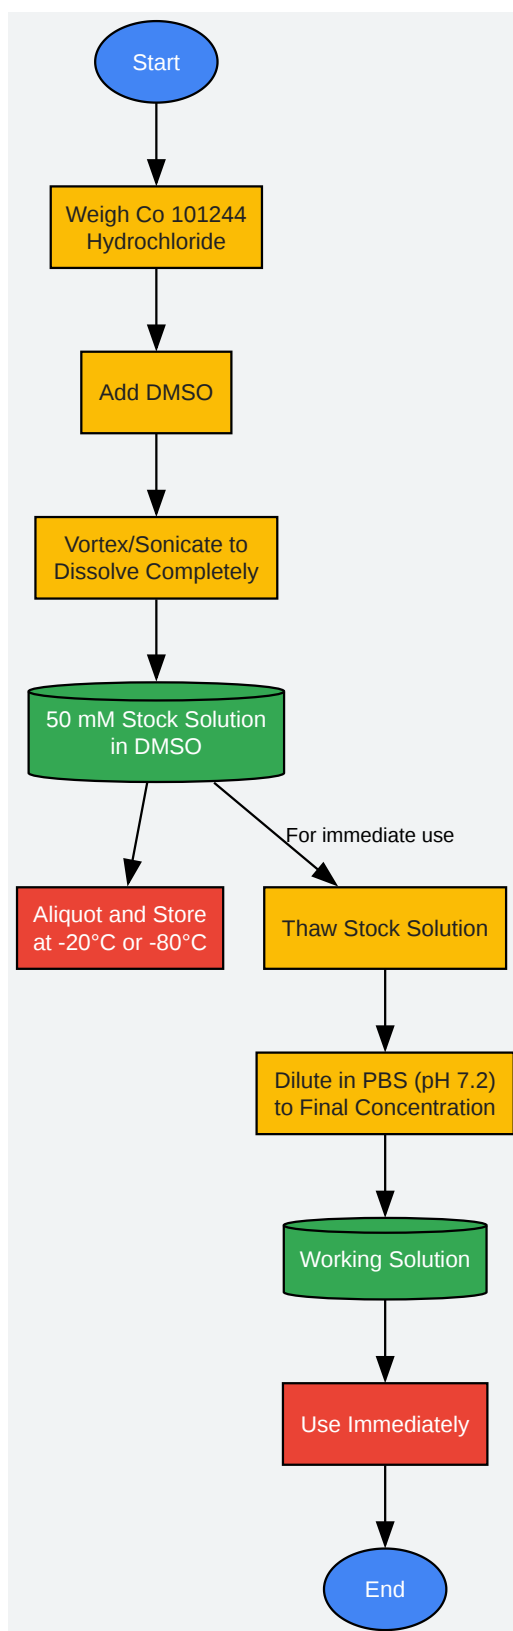 Start
Weigh Co 101244
Hydrochloride
Add DMSO
Vortex/Sonicate to
Dissolve Completely
50 mM Stock Solution
in DMSO
For immediate use
Aliquot and Store
at -20°C or -80°C
Thaw Stock Solution
Dilute in PBS (pH 7.2)
to Final Concentration
Working Solution
Use Immediately
End